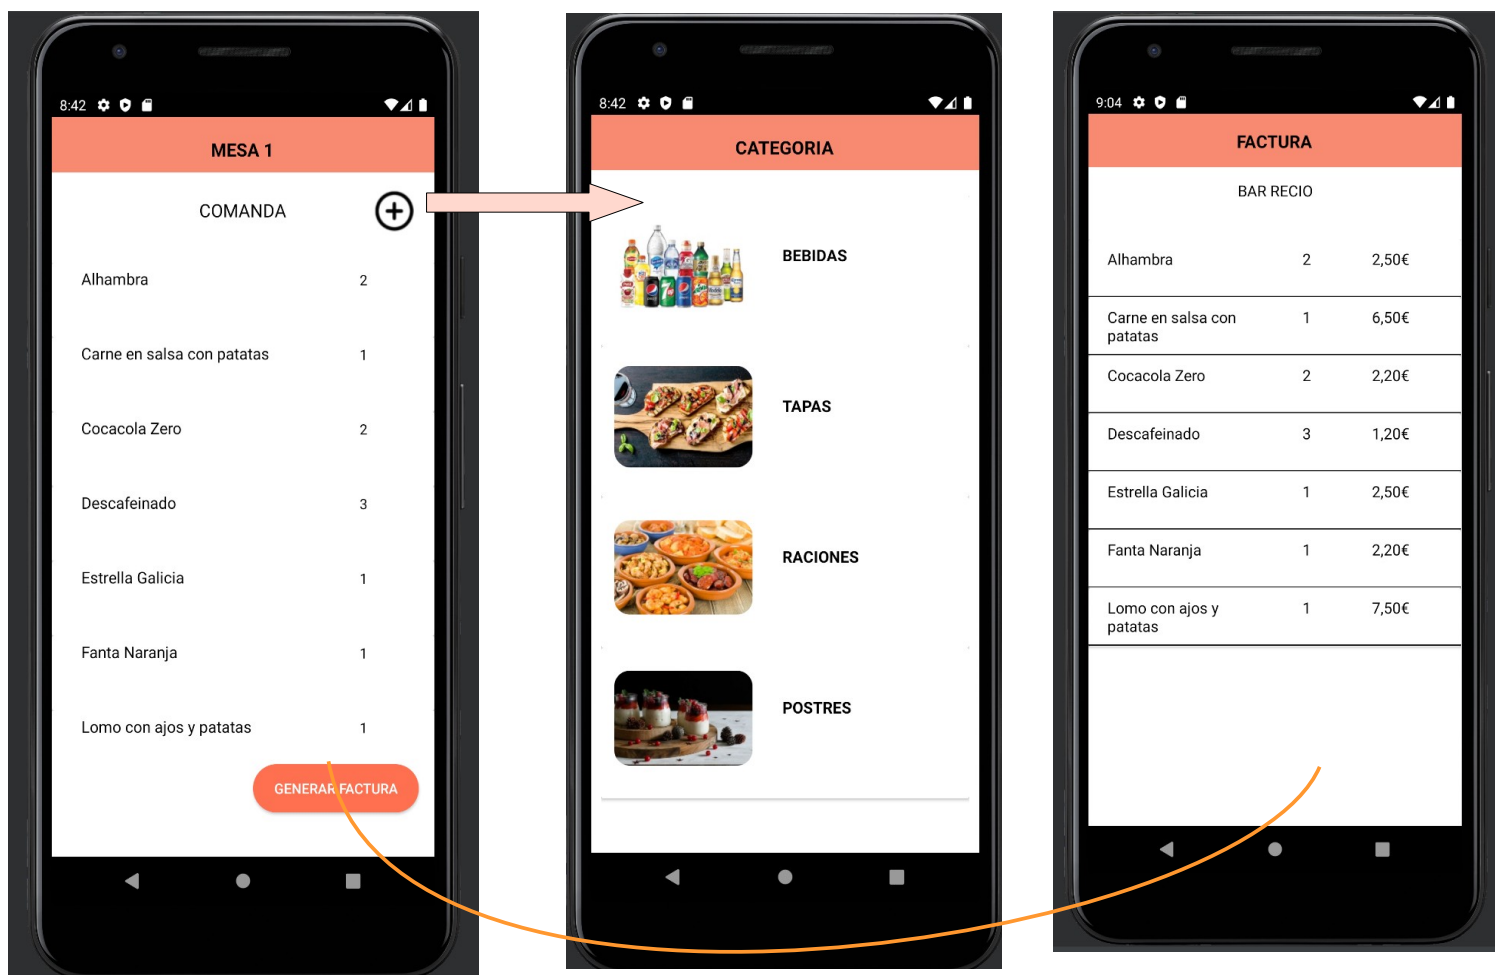 8:42
MESA 1
COMANDA
Alhambra 2
Carne en salsa con patatas 1
Cocacola Zero 2
Descafeinado 3
Estrella Galicia 1
Fanta Naranja 1
Lomo con ajos y patatas 1
GENERAR FACTURA
8:42
CATEGORIA
BEBIDAS
TAPAS
RACIONES
POSTRES
9:04
FACTURA
BAR RECIO
Alhambra 2 2,50€
Carne en salsa con 1 6,50€
patatas
Cocacola Zero 2 2,20€
Descafeinado 3 1,20€
Estrella Galicia 1 2,50€
Fanta Naranja 1 2,20€
Lomo con ajos y 1 7,50€
patatas